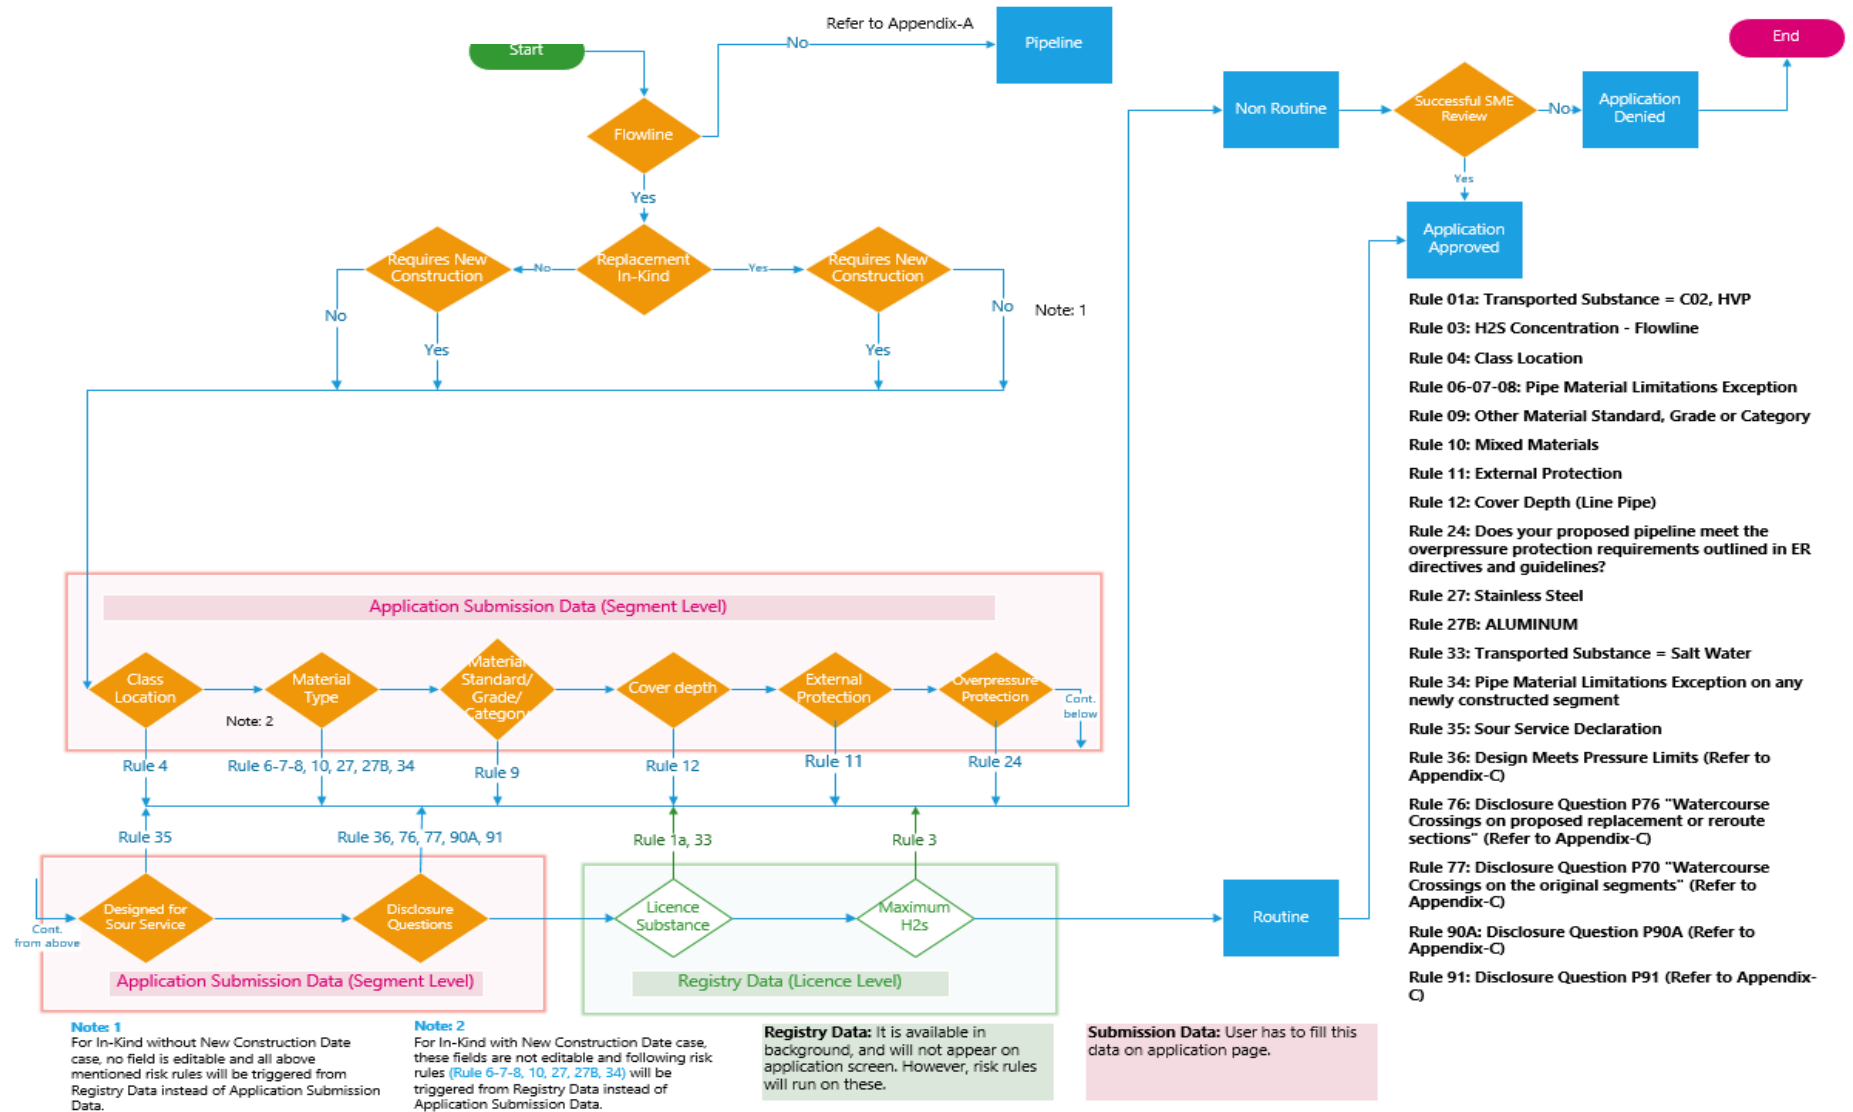 Refer to Appendix-A
Start
No
Pipeline
End
Flowline
Non Routine
Successful SME
Review
No
Application
Denied
Yes
Yes
Application
Approved
Requires New
Construction
No
Replacement
In-Kind
Yes
Requires New
Construction
No
Yes
Yes
No
Note: 1
Rule 01a: Transported Substance = C02, HVP
Rule 03: H2S Concentration - Flowline
Rule 04: Class Location
Rule 06-07-08: Pipe Material Limitations Exception
Rule 09: Other Material Standard, Grade or Category
Rule 10: Mixed Materials
Rule 11: External Protection
Rule 12: Cover Depth (Line Pipe)
Rule 24: Does your proposed pipeline meet the
overpressure protection requirements outlined in ER
directives and guidelines?
Rule 27: Stainless Steel
Rule 27B: ALUMINUM
Rule 33: Transported Substance = Salt Water
Rule 34: Pipe Material Limitations Exception on any
newly constructed segment
Rule 35: Sour Service Declaration
Rule 36: Design Meets Pressure Limits (Refer to
Appendix-C)
Rule 76: Disclosure Question P76 "Watercourse
Crossings on proposed replacement or reroute
sections" (Refer to Appendix-C)
Rule 77: Disclosure Question P70 "Watercourse
Crossings on the original segments" (Refer to
Appendix-C)
Rule 90A: Disclosure Question P90A (Refer to
Appendix-C)
Rule 91: Disclosure Question P91 (Refer to Appendix-
C)
Application Submission Data (Segment Level)
Class
Location
Material
Type
Material
Standard/
Grade/
Category
Cover depth
External
Protection
Overpressure
Protection
Cont.
below
Note: 2
Rule 4
Rule 6-7-8, 10, 27, 27B, 34
Rule 9
Rule 12
Rule 11
Rule 24
Rule 35
Rule 36, 76, 77, 90A, 91
Rule 1a, 33
Rule 3
Cont.
from above
Designed for
Sour Service
Disclosure
Questions
Licence
Substance
Maximum
H2s
Routine
Application Submission Data (Segment Level)
Registry Data (Licence Level)
Note: 1
For In-Kind without New Construction Date
case, no field is editable and all above
mentioned risk rules will be triggered from
Registry Data instead of Application Submission
Data.
Note: 2
For In-Kind with New Construction Date case,
these fields are not editable and following risk
rules (Rule 6-7-8, 10, 27, 27B, 34) will be
triggered from Registry Data instead of
Application Submission Data.
Registry Data: It is available in
background, and will not appear on
application screen. However, risk rules
will run on these.
Submission Data: User has to fill this
data on application page.